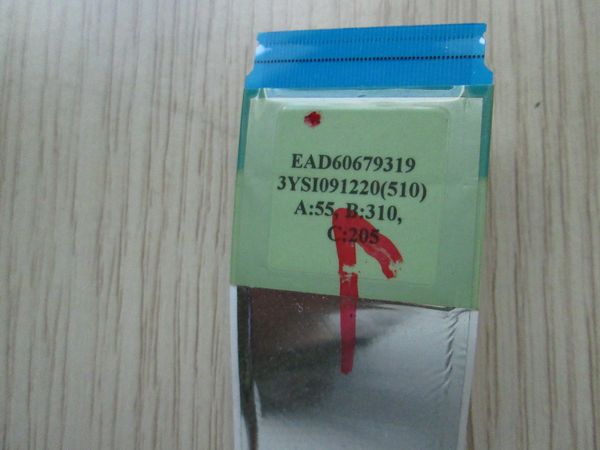 EAD60679319
3YSI091220(510)
A:55, B:310,
C:205